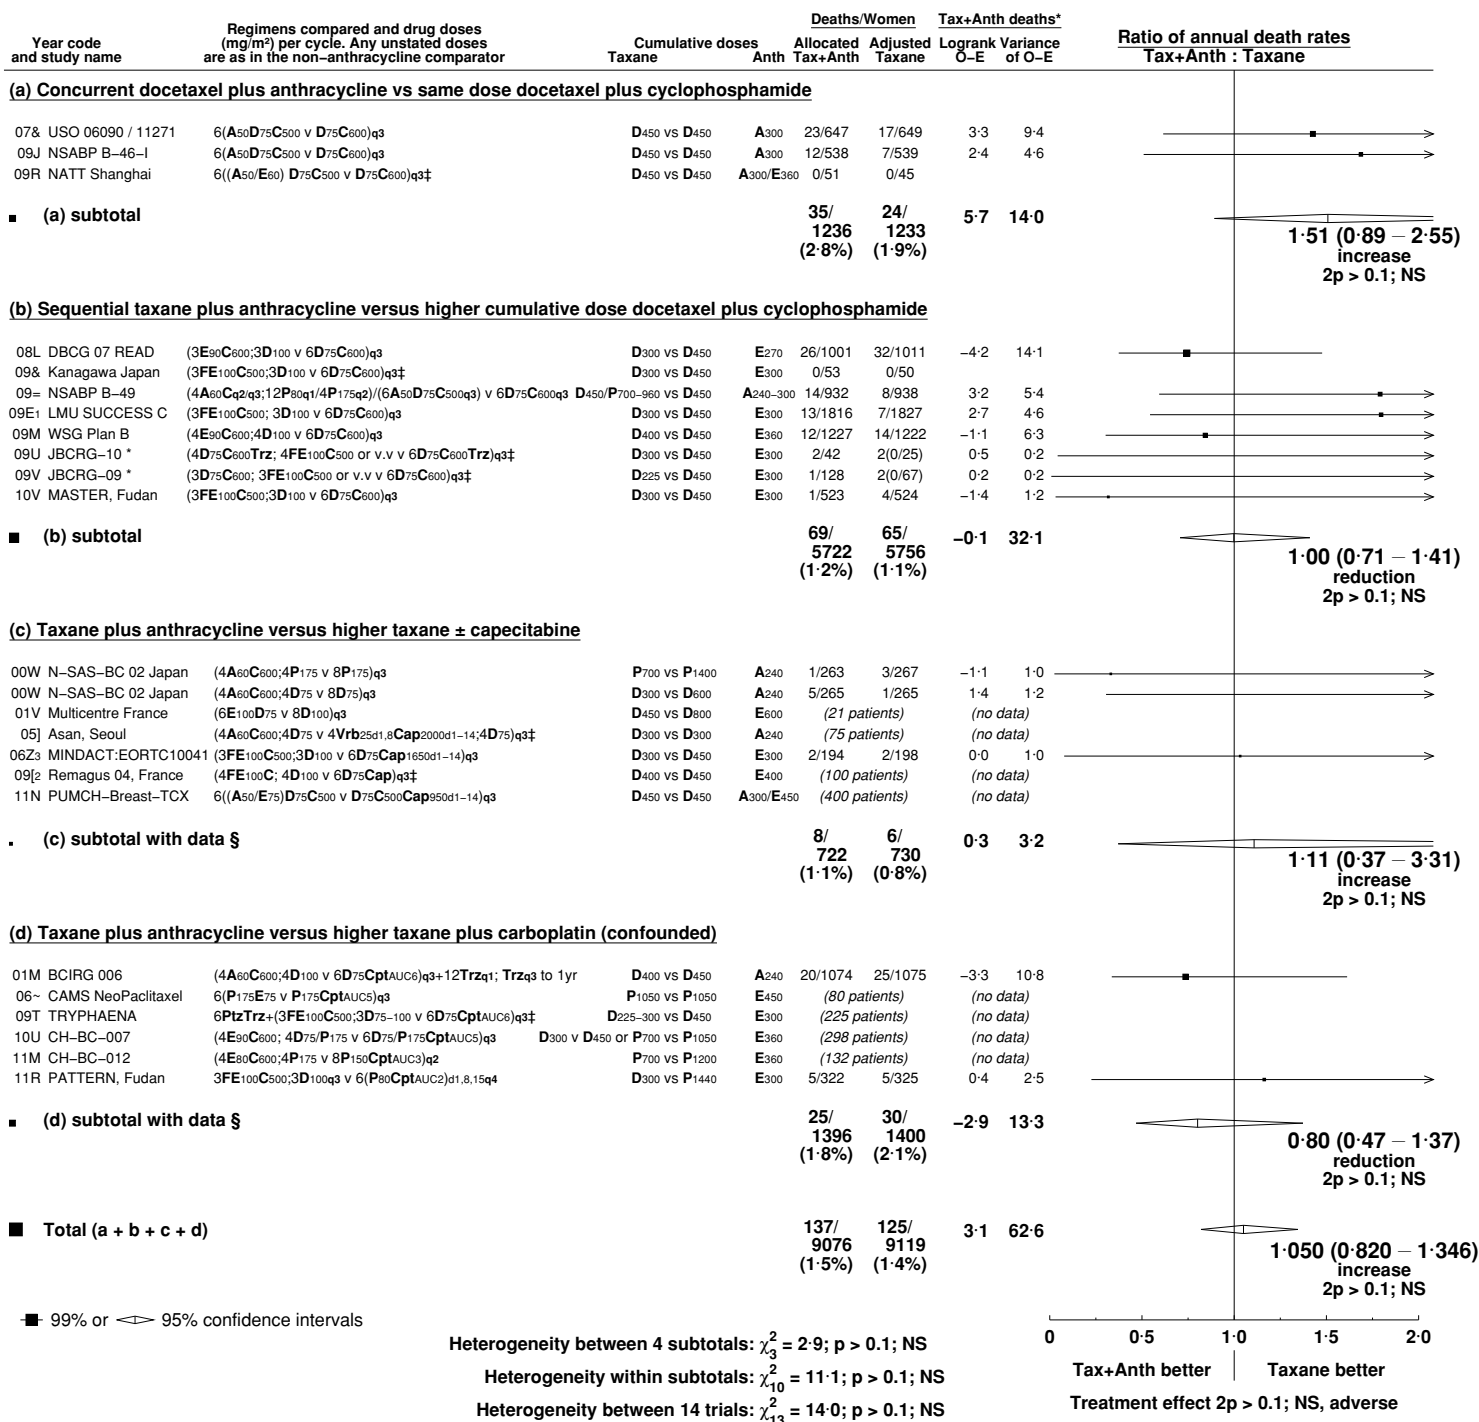 Deaths/Women Tax+Anth deaths*
Year code and study name
Regimens compared and drug doses (mg/m²) per cycle. Any unstated doses are as in the non−anthracycline comparator
Cumulative doses
Taxane Anth
Allocated Tax+Anth
Adjusted Taxane
Logrank O−E
Variance of O−E
Ratio of annual death rates
Tax+Anth : Taxane
(a) Concurrent docetaxel plus anthracycline vs same dose docetaxel plus cyclophosphamide
07& USO 06090 / 11271 6(A50D75C500 v D75C600)q3 D450 vs D450 A300 23/647 17/649 3·3 9·4
09J NSABP B−46−I 6(A50D75C500 v D75C600)q3 D450 vs D450 A300 12/538 7/539 2·4 4·6
09R NATT Shanghai 6((A50/E60) D75C500 v D75C600)q3‡ D450 vs D450 A300/E360 0/51 0/45
(a) subtotal 35/1236 (2·8%) 24/1233 (1·9%) 5·7 14·0
1·51 (0·89 − 2·55)
increase
2p > 0.1; NS
(b) Sequential taxane plus anthracycline versus higher cumulative dose docetaxel plus cyclophosphamide
08L DBCG 07 READ (3E90C600;3D100 v 6D75C600)q3 D300 vs D450 E270 26/1001 32/1011 −4·2 14·1
09& Kanagawa Japan (3FE100C500;3D100 v 6D75C600)q3‡ D300 vs D450 E300 0/53 0/50
09= NSABP B−49 (4A60Cq2/q3;12P80q1/4P175q2)/(6A50D75C500q3) v 6D75C600q3 D450/P700−960 vs D450 A240−300 14/932 8/938 3·2 5·4
09E1 LMU SUCCESS C (3FE100C500; 3D100 v 6D75C600)q3 D300 vs D450 E300 13/1816 7/1827 2·7 4·6
09M WSG Plan B (4E90C600;4D100 v 6D75C600)q3 D400 vs D450 E360 12/1227 14/1222 −1·1 6·3
09U JBCRG−10 * (4D75C600Trz; 4FE100C500 or v.v v 6D75C600Trz)q3‡ D300 vs D450 E300 2/42 2(0/25) 0·5 0·2
09V JBCRG−09 * (3D75C600; 3FE100C500 or v.v v 6D75C600)q3‡ D225 vs D450 E300 1/128 2(0/67) 0·2 0·2
10V MASTER, Fudan (3FE100C500;3D100 v 6D75C600)q3 D300 vs D450 E300 1/523 4/524 −1·4 1·2
(b) subtotal 69/5722 (1·2%) 65/5756 (1·1%) −0·1 32·1
1·00 (0·71 − 1·41)
reduction
2p > 0.1; NS
(c) Taxane plus anthracycline versus higher taxane ± capecitabine
00W N−SAS−BC 02 Japan (4A60C600;4P175 v 8P175)q3 P700 vs P1400 A240 1/263 3/267 −1·1 1·0
00W N−SAS−BC 02 Japan (4A60C600;4D75 v 8D75)q3 D300 vs D600 A240 5/265 1/265 1·4 1·2
01V Multicentre France (6E100D75 v 8D100)q3 D450 vs D800 E600 (21 patients) (no data)
05] Asan, Seoul (4A60C600;4D75 v 4Vrb25d1,8Cap2000d1−14;4D75)q3‡ D300 vs D300 A240 (75 patients) (no data)
06Z3 MINDACT:EORTC10041 (3FE100C500;3D100 v 6D75Cap1650d1−14)q3 D300 vs D450 E300 2/194 2/198 0·0 1·0
09[2 Remagus 04, France (4FE100C; 4D100 v 6D75Cap)q3‡ D400 vs D450 E400 (100 patients) (no data)
11N PUMCH−Breast−TCX 6((A50/E75)D75C500 v D75C500Cap950d1−14)q3 D450 vs D450 A300/E450 (400 patients) (no data)
(c) subtotal with data § 8/722 (1·1%) 6/730 (0·8%) 0·3 3·2
1·11 (0·37 − 3·31)
increase
2p > 0.1; NS
(d) Taxane plus anthracycline versus higher taxane plus carboplatin (confounded)
01M BCIRG 006 (4A60C600;4D100 v 6D75CptAUC6)q3+12Trzq1; Trzq3 to 1yr D400 vs D450 A240 20/1074 25/1075 −3·3 10·8
06~ CAMS NeoPaclitaxel 6(P175E75 v P175CptAUC5)q3 P1050 vs P1050 E450 (80 patients) (no data)
09T TRYPHAENA 6PtzTrz+(3FE100C500;3D75−100 v 6D75CptAUC6)q3‡ D225−300 vs D450 E300 (225 patients) (no data)
10U CH−BC−007 (4E90C600; 4D75/P175 v 6D75/P175CptAUC5)q3 D300 v D450 or P700 vs P1050 E360 (298 patients) (no data)
11M CH−BC−012 (4E80C600;4P175 v 8P150CptAUC3)q2 P700 vs P1200 E360 (132 patients) (no data)
11R PATTERN, Fudan 3FE100C500;3D100q3 v 6(P80CptAUC2)d1,8,15q4 D300 vs P1440 E300 5/322 5/325 0·4 2·5
(d) subtotal with data § 25/1396 (1·8%) 30/1400 (2·1%) −2·9 13·3
0·80 (0·47 − 1·37)
reduction
2p > 0.1; NS
Total (a + b + c + d) 137/9076 (1·5%) 125/9119 (1·4%) 3·1 62·6
1·050 (0·820 − 1·346)
increase
2p > 0.1; NS
99% or 95% confidence intervals
0 0·5 1·0 1·5 2·0
Tax+Anth better Taxane better
Treatment effect 2p > 0.1; NS, adverse
Heterogeneity between 4 subtotals: χ²₃ = 2·9; p > 0.1; NS
Heterogeneity within subtotals: χ²₁₀ = 11·1; p > 0.1; NS
Heterogeneity between 14 trials: χ²₁₃ = 14·0; p > 0.1; NS